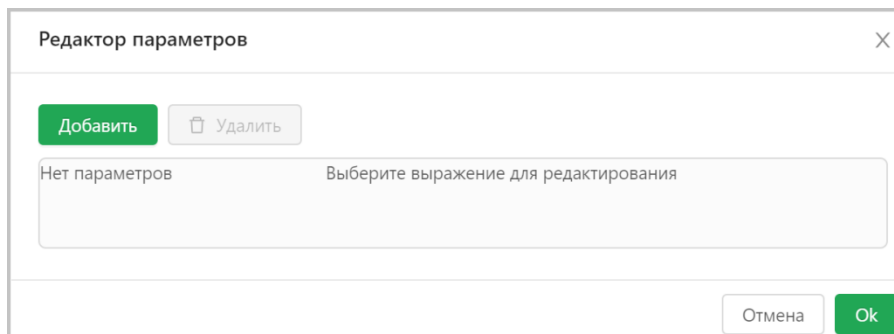 Редактор параметров
Добавить Удалить
Нет параметров Выберите выражение для редактирования
Отмена Ok